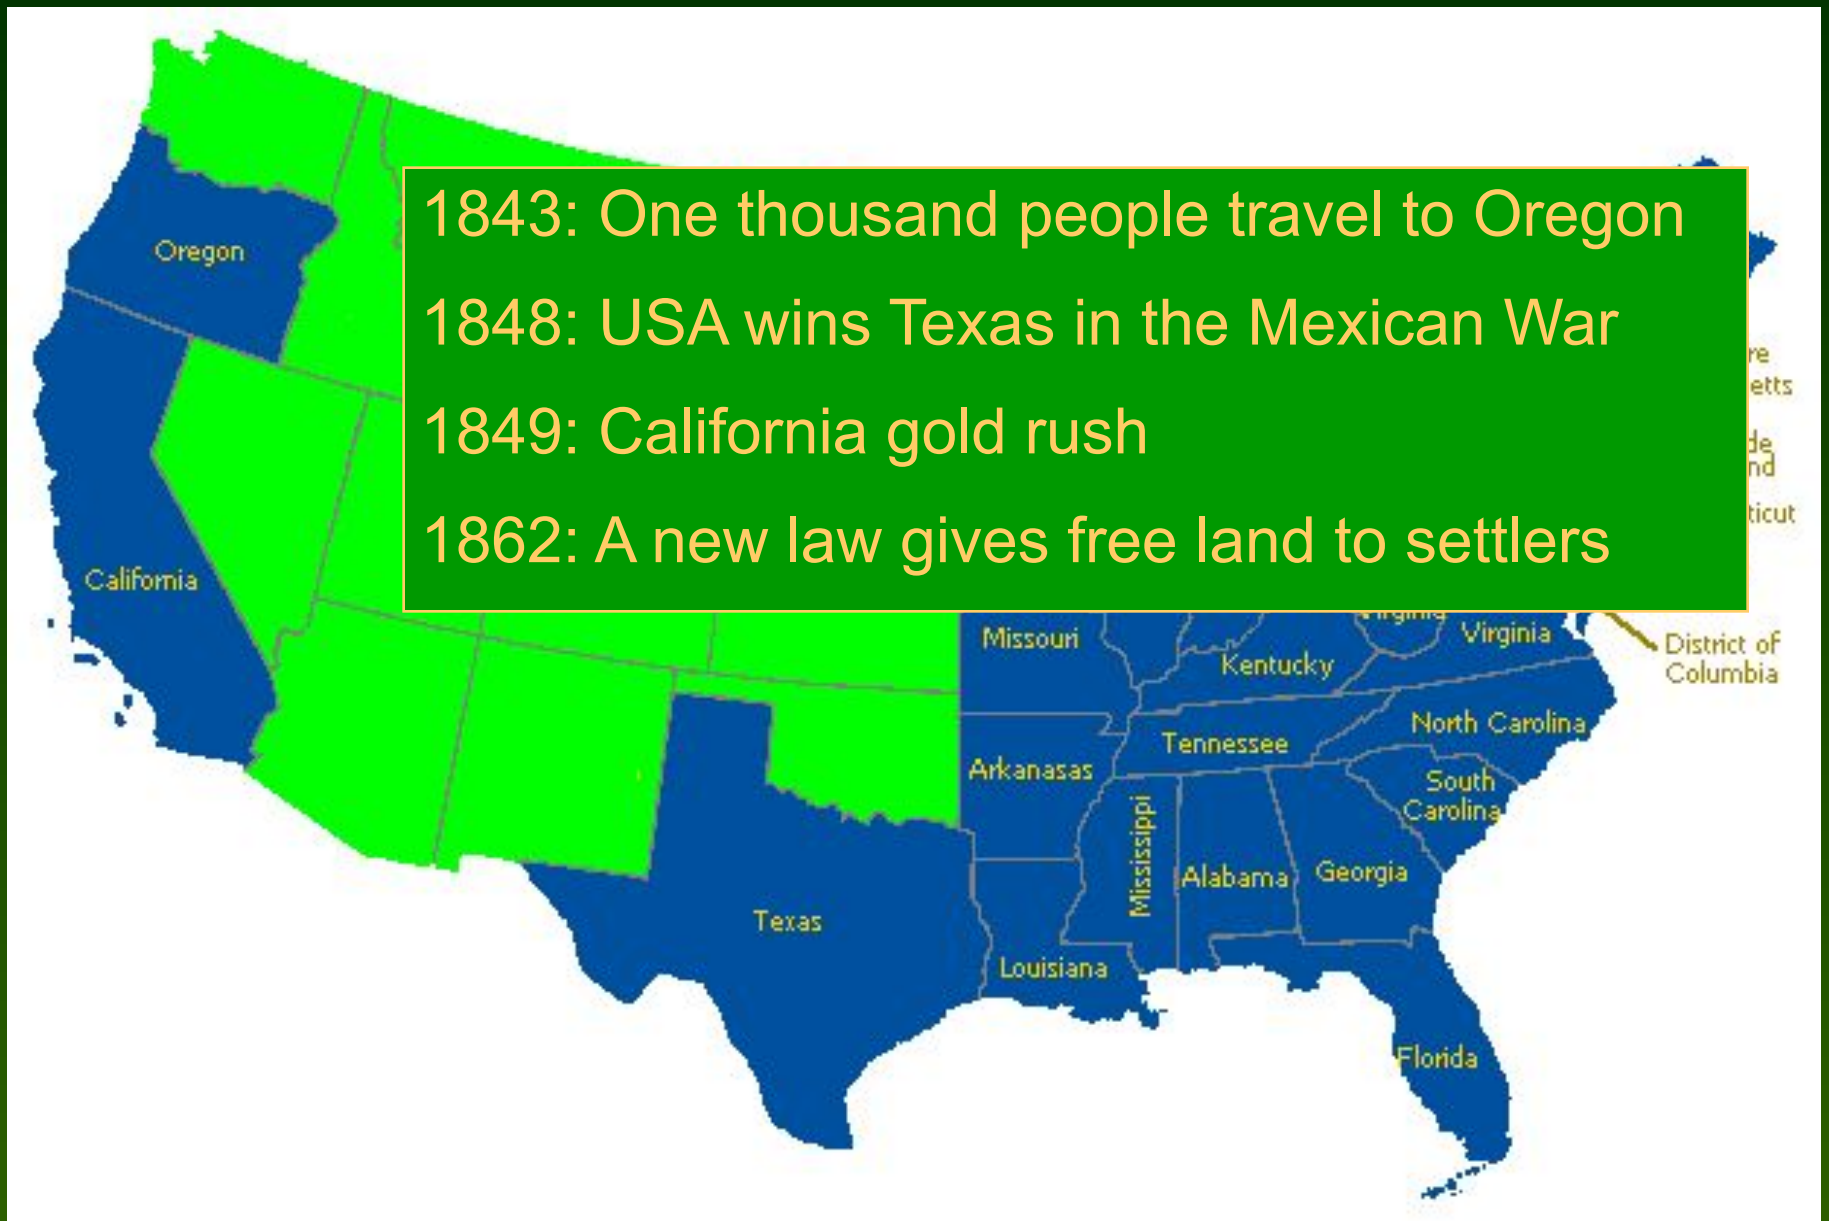 1843: One thousand people travel to Oregon
1848: USA wins Texas in the Mexican War
1849: California gold rush
1862: A new law gives free land to settlers
Oregon
California
Missouri
Kentucky
Virginia
District of
Columbia
Tennessee
North Carolina
Arkanasas
South
Carolina
Mississippi
Alabama
Georgia
Texas
Louisiana
Florida